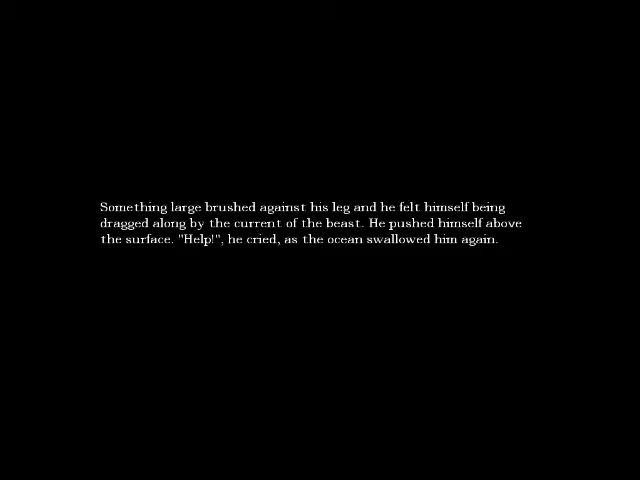 Something large brushed against his leg and he felt himself being
dragged along by the current of the beast. He pushed himself above
the surface. "Help!", he cried, as the ocean swallowed him again.